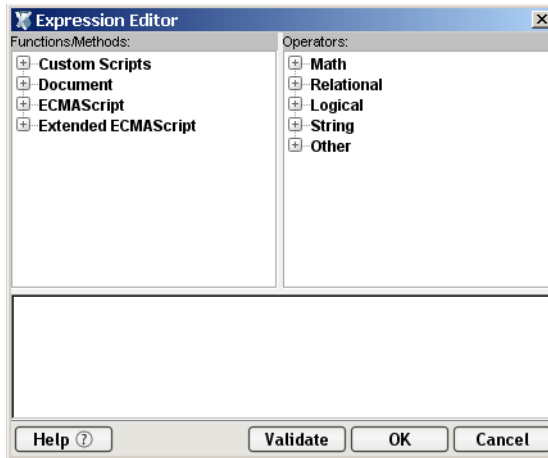 Expression Editor
Functions/Methods:
Custom Scripts
Document
ECMAScript
Extended ECMAScript
Operators:
Math
Relational
Logical
String
Other
Help ?
Validate
OK
Cancel